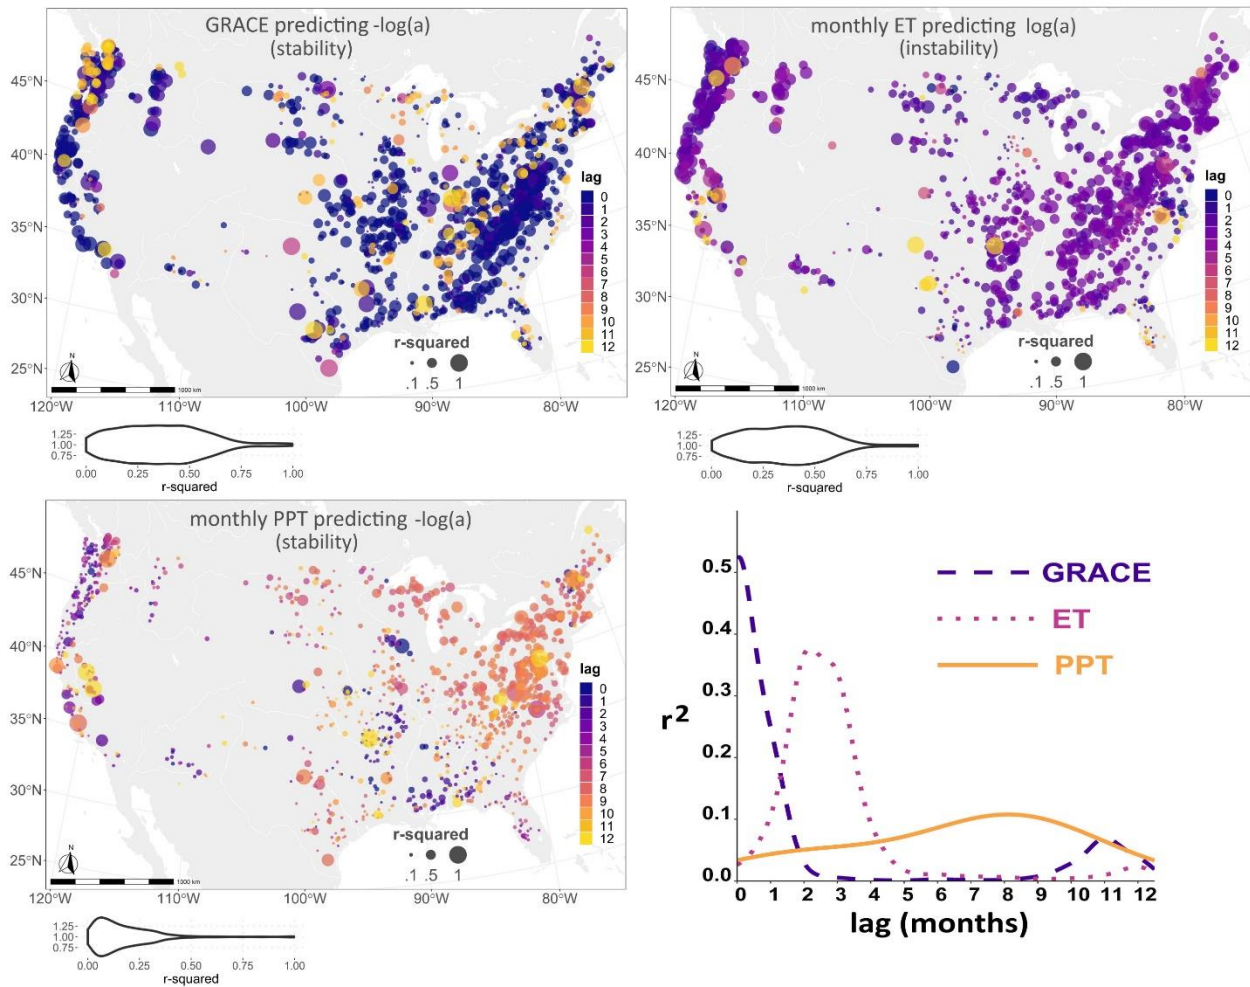 GRACE predicting -log(a)
(stability)
45°N
40°N
35°N
30°N
25°N
lag
0
1
2
3
4
5
6
7
8
9
10
11
12
r-squared
.1 .5 1
N
1000 km
120°W 110°W 100°W 90°W 80°W
1.25
1.00
0.75
0.00 0.25 0.50 0.75 1.00
r-squared
monthly ET predicting log(a)
(instability)
45°N
40°N
35°N
30°N
25°N
lag
0
1
2
3
4
5
6
7
8
9
10
11
12
r-squared
.1 .5 1
N
1000 km
120°W 110°W 100°W 90°W 80°W
1.25
1.00
0.75
0.00 0.25 0.50 0.75 1.00
r-squared
monthly PPT predicting -log(a)
(stability)
45°N
40°N
35°N
30°N
25°N
lag
0
1
2
3
4
5
6
7
8
9
10
11
12
r-squared
.1 .5 1
N
1000 km
120°W 110°W 100°W 90°W 80°W
1.25
1.00
0.75
0.00 0.25 0.50 0.75 1.00
r-squared
GRACE
ET
PPT
r²
0.5
0.4
0.3
0.2
0.1
0.0
0 1 2 3 4 5 6 7 8 9 10 11 12
lag (months)